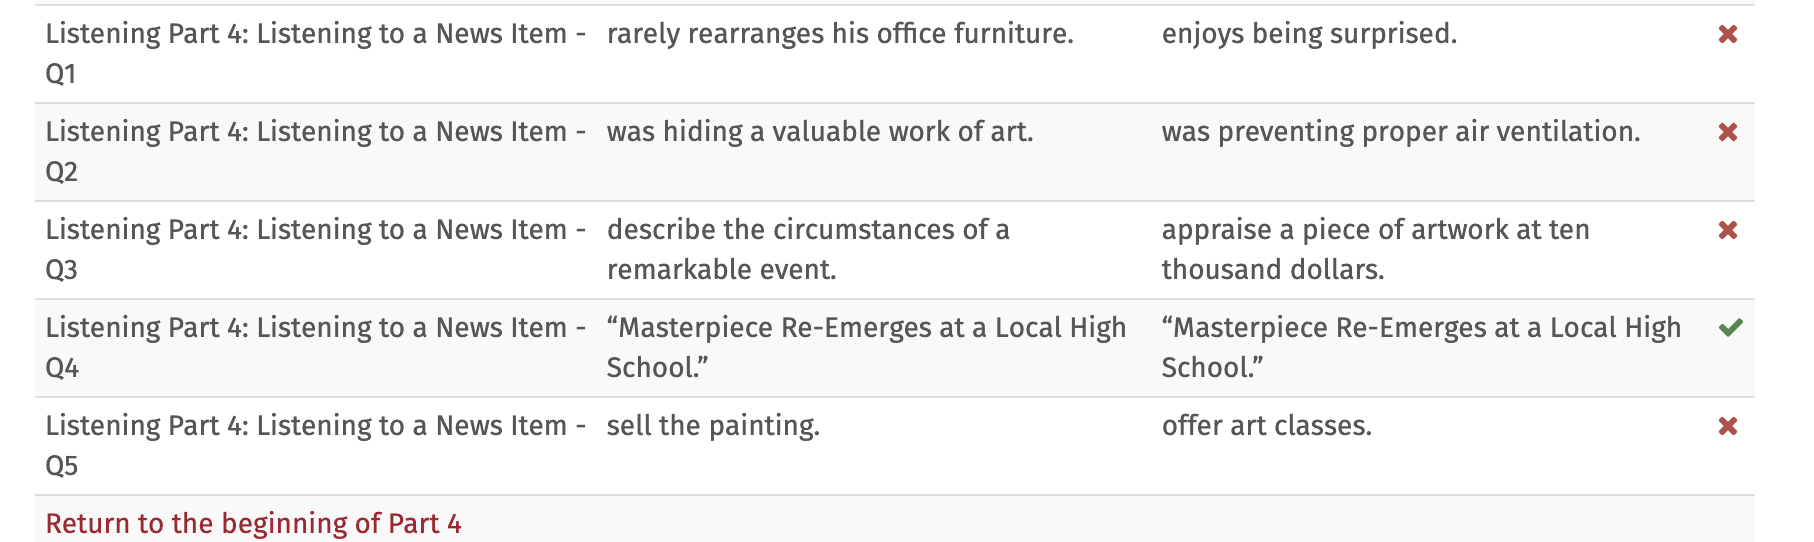 Listening Part 4: Listening to a News Item - rarely rearranges his office furniture. enjoys being surprised.
Q1
Listening Part 4: Listening to a News Item - was hiding a valuable work of art. was preventing proper air ventilation.
Q2
Listening Part 4: Listening to a News Item - describe the circumstances of a appraise a piece of artwork at ten
Q3 remarkable event. thousand dollars.
Listening Part 4: Listening to a News Item - “Masterpiece Re-Emerges at a Local High “Masterpiece Re-Emerges at a Local High
Q4 School.” School.”
Listening Part 4: Listening to a News Item - sell the painting. offer art classes.
Q5
Return to the beginning of Part 4